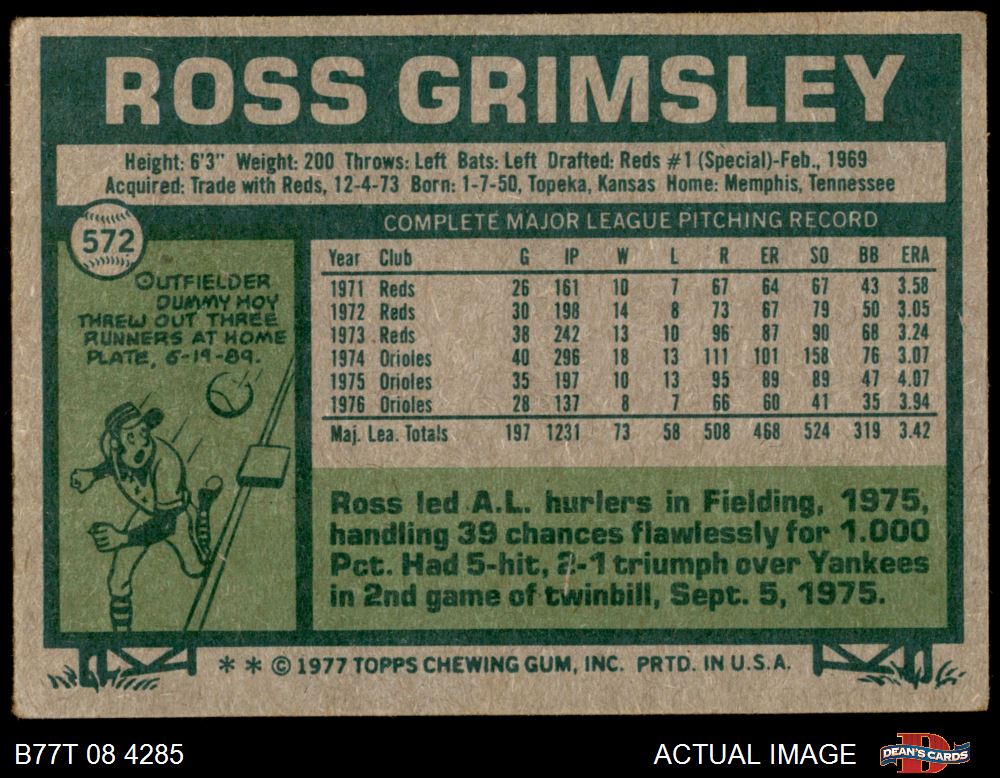 ROSS GRIMSLEY
Height: 6'3" Weight: 200 Throws: Left Bats: Left Drafted: Reds #1 (Special)-Feb., 1969
Acquired: Trade with Reds, 12-4-73 Born: 1-7-50, Topeka, Kansas Home: Memphis, Tennessee
572
OUTFIELDER
DUMMY HOY
THREW OUT THREE
RUNNERS AT HOME
PLATE, 6-19-89.
COMPLETE MAJOR LEAGUE PITCHING RECORD
Year Club G IP W L R ER SO BB ERA
1971 Reds 26 161 10 7 67 64 67 43 3.58
1972 Reds 30 198 14 8 73 67 79 50 3.05
1973 Reds 38 242 13 10 96 87 90 68 3.24
1974 Orioles 40 296 18 13 111 101 158 76 3.07
1975 Orioles 35 197 10 13 95 89 89 47 4.07
1976 Orioles 28 137 8 7 66 60 41 35 3.94
Maj. Lea. Totals 197 1231 73 58 508 468 524 319 3.42
Ross led A.L. hurlers in Fielding, 1975,
handling 39 chances flawlessly for 1.000
Pct. Had 5-hit, 2-1 triumph over Yankees
in 2nd game of twinbill, Sept. 5, 1975.
* * © 1977 TOPPS CHEWING GUM, INC. PRTD. IN U.S.A.
B77T 08 4285
ACTUAL IMAGE
D
DEAN'S CARDS